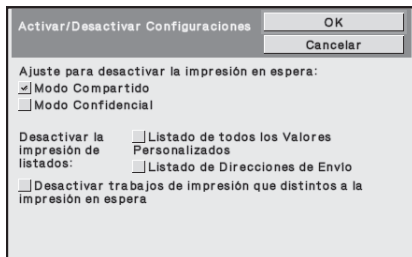 Activar/Desactivar Configuraciones
OK
Cancelar
Ajuste para desactivar la impresión en espera:
Modo Compartido
Modo Confidencial
Desactivar la impresión de listados:
Listado de todos los Valores Personalizados
Listado de Direcciones de Envío
Desactivar trabajos de impresión que distintos a la
impresión en espera